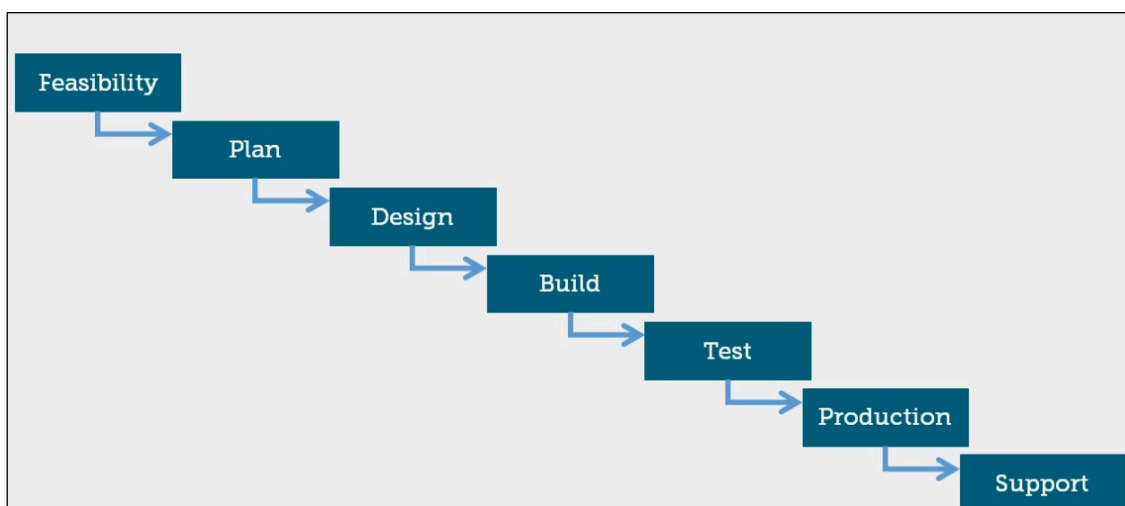 Feasibility
Plan
Design
Build
Test
Production
Support